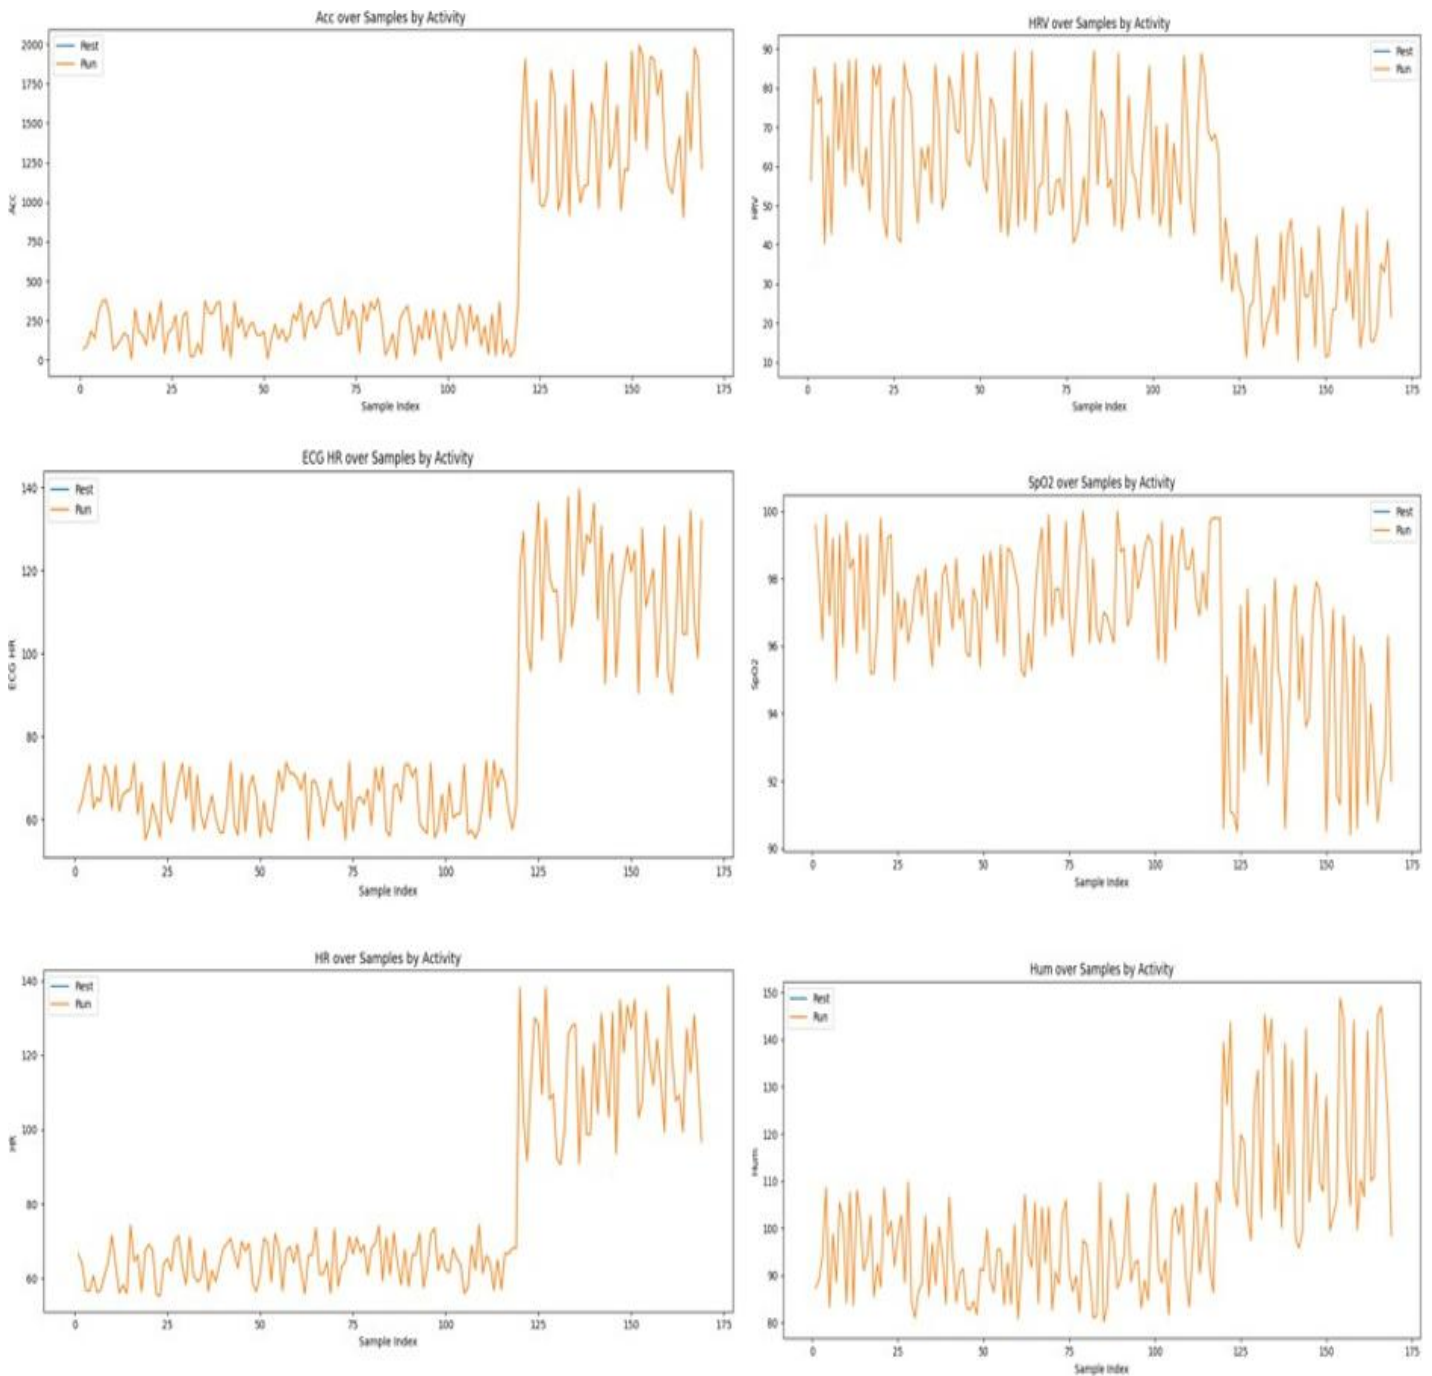 Acc over Samples by Activity
Rest
Run
2000
1750
1500
1250
1000
750
500
250
0
Acc
0 25 50 75 100 125 150 175
Sample Index
HRV over Samples by Activity
Rest
Run
90
80
70
60
50
40
30
20
10
HRV
0 25 50 75 100 125 150 175
Sample Index
ECG HR over Samples by Activity
Rest
Run
140
120
100
80
60
ECG HR
0 25 50 75 100 125 150 175
Sample Index
SpO2 over Samples by Activity
Rest
Run
100
98
96
94
92
90
SpO2
0 25 50 75 100 125 150 175
Sample Index
HR over Samples by Activity
Rest
Run
140
120
100
80
60
HR
0 25 50 75 100 125 150 175
Sample Index
Hum over Samples by Activity
Rest
Run
150
140
130
120
110
100
90
80
Hum
0 25 50 75 100 125 150 175
Sample Index